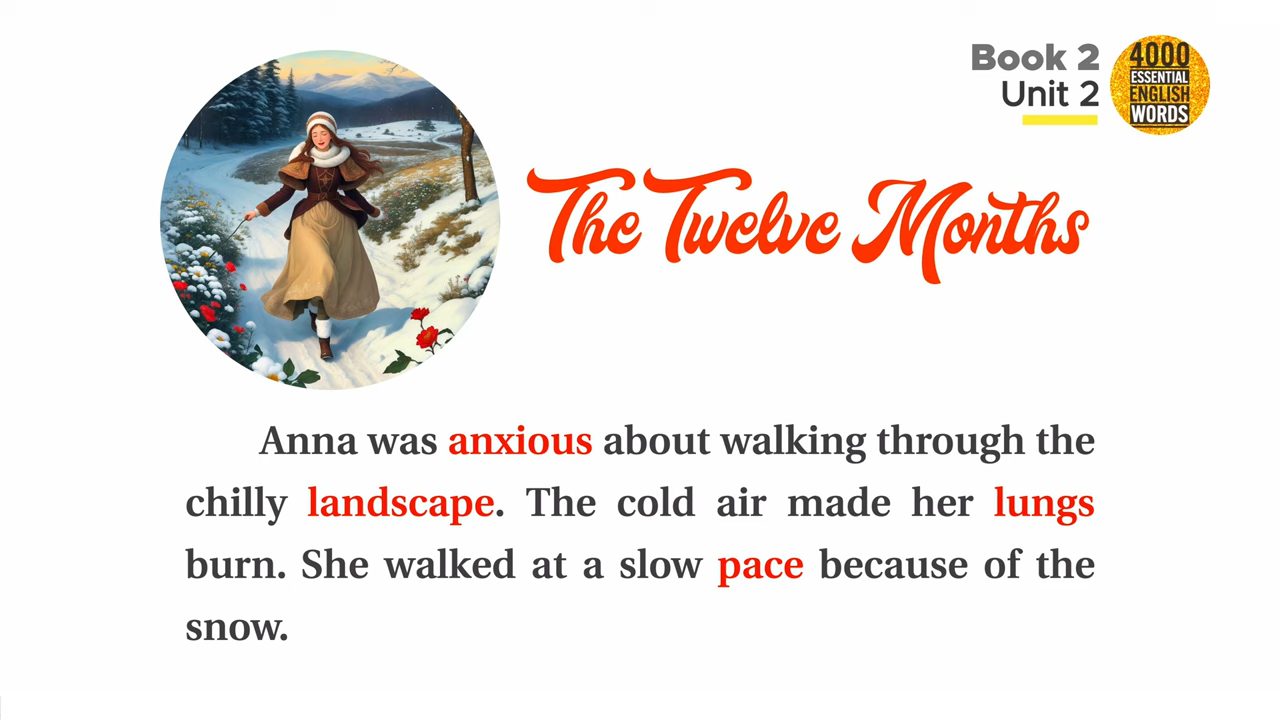 Book 2
Unit 2
4000
ESSENTIAL
ENGLISH
WORDS
The Twelve Months
Anna was anxious about walking through the
chilly landscape. The cold air made her lungs
burn. She walked at a slow pace because of the
snow.